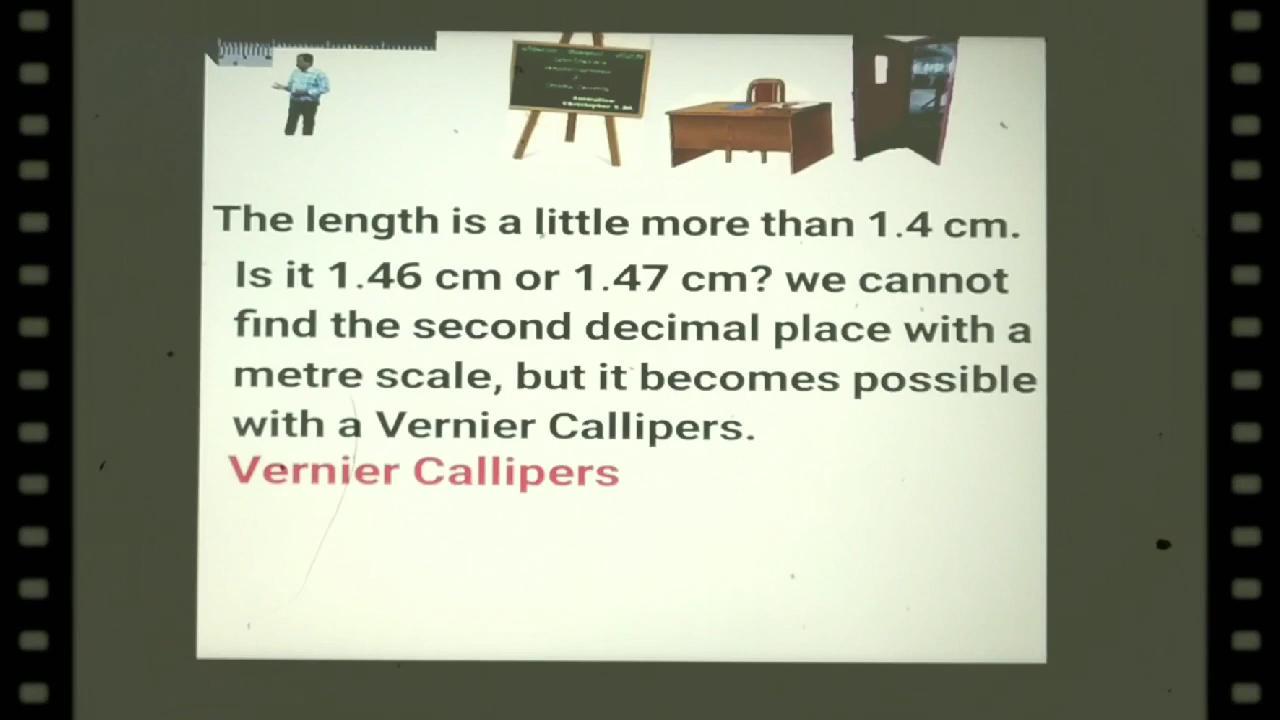 The length is a little more than 1.4 cm.
Is it 1.46 cm or 1.47 cm? we cannot
find the second decimal place with a
metre scale, but it becomes possible
with a Vernier Callipers.
Vernier Callipers